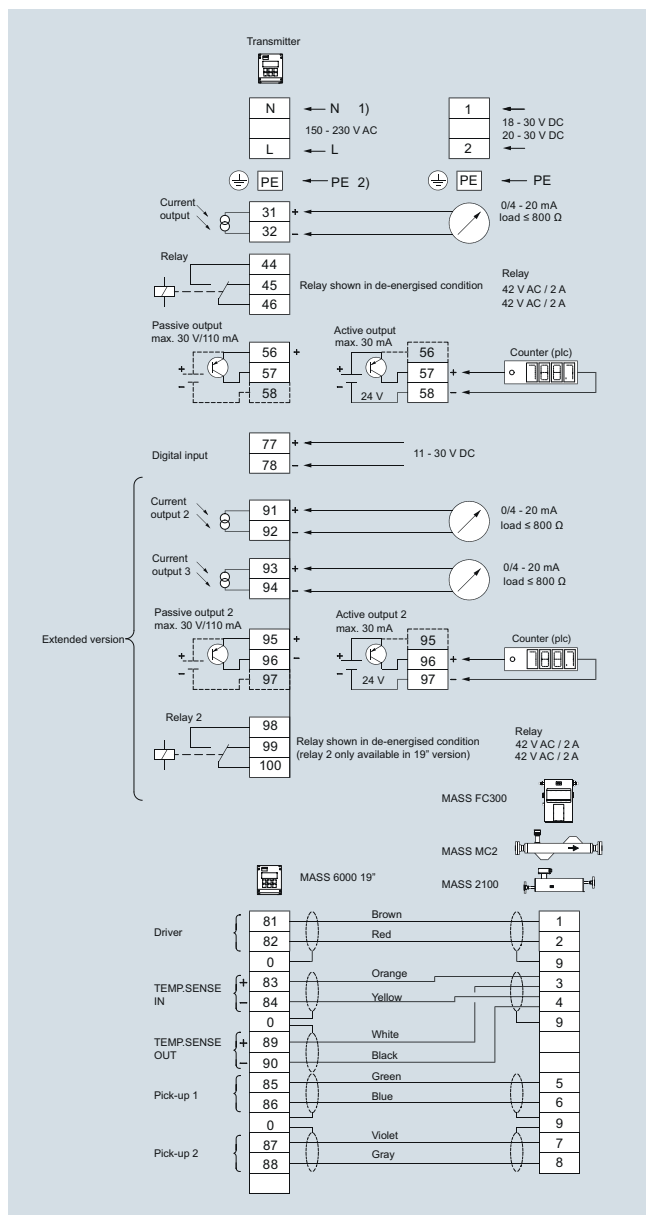 Transmitter
N N 1) 1
150 - 230 V AC 18 - 30 V DC
20 - 30 V DC
L L 2
PE PE 2) PE PE
Current
output
31 +
32 –
0/4 - 20 mA
load ≤ 800 Ω
Relay
44
45
46
Relay shown in de-energised condition
Relay
42 V AC / 2 A
42 V AC / 2 A
Passive output
max. 30 V/110 mA
+
–
56 +
57
58
Active output
max. 30 mA
+
–
24 V
56
57 +
58 –
Counter (plc)
Digital input
77 +
78 –
11 - 30 V DC
Extended version
Current
output 2
91 +
92 –
0/4 - 20 mA
load ≤ 800 Ω
Current
output 3
93 +
94 –
0/4 - 20 mA
load ≤ 800 Ω
Passive output 2
max. 30 V/110 mA
+
–
95 +
96 –
97
Active output 2
max. 30 mA
+
–
24 V
95
96 +
97 –
Counter (plc)
Relay 2
98
99
100
Relay shown in de-energised condition
(relay 2 only available in 19" version)
Relay
42 V AC / 2 A
42 V AC / 2 A
MASS FC300
MASS MC2
MASS 6000 19"
MASS 2100
Driver
81 Brown 1
82 Red 2
0 9
TEMP.SENSE
IN
+ 83 Orange 3
– 84 Yellow 4
0 9
TEMP.SENSE
OUT
+ 89 White
– 90 Black
Pick-up 1
85 Green 5
86 Blue 6
0 9
Pick-up 2
87 Violet 7
88 Gray 8